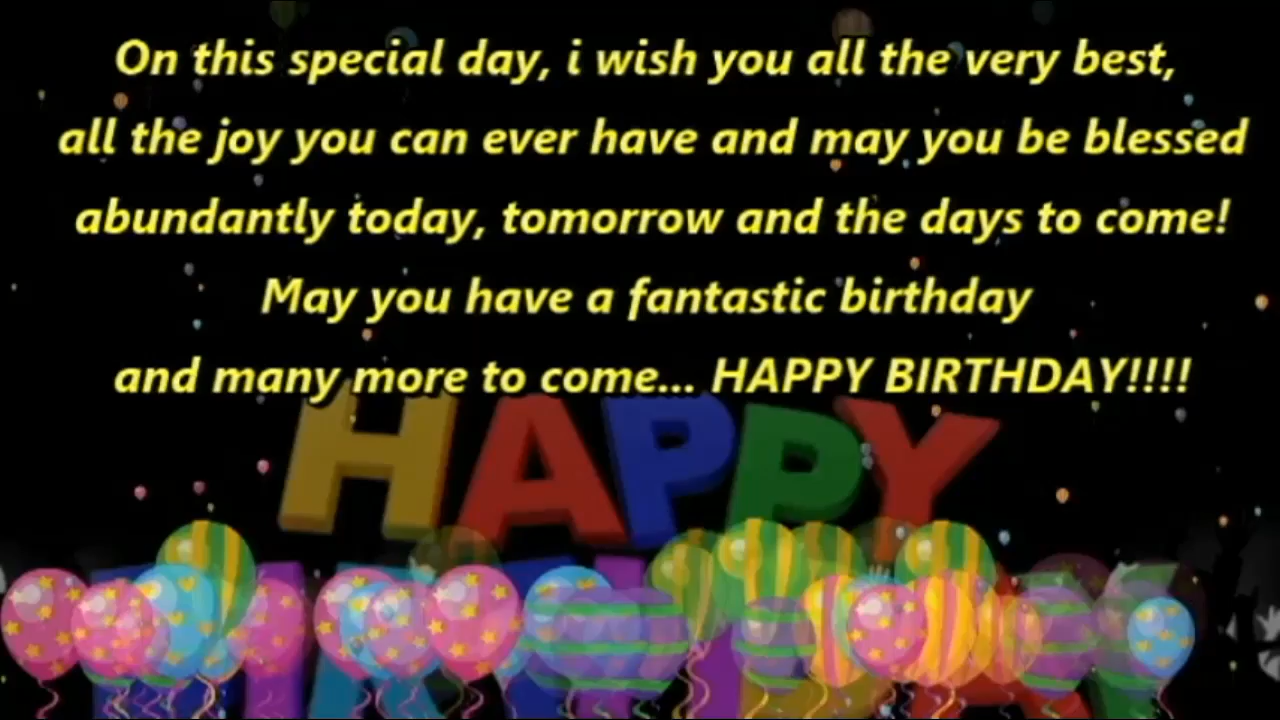 On this special day, i wish you all the very best,
all the joy you can ever have and may you be blessed
abundantly today, tomorrow and the days to come!
May you have a fantastic birthday
and many more to come... HAPPY BIRTHDAY!!!!
HAPPY